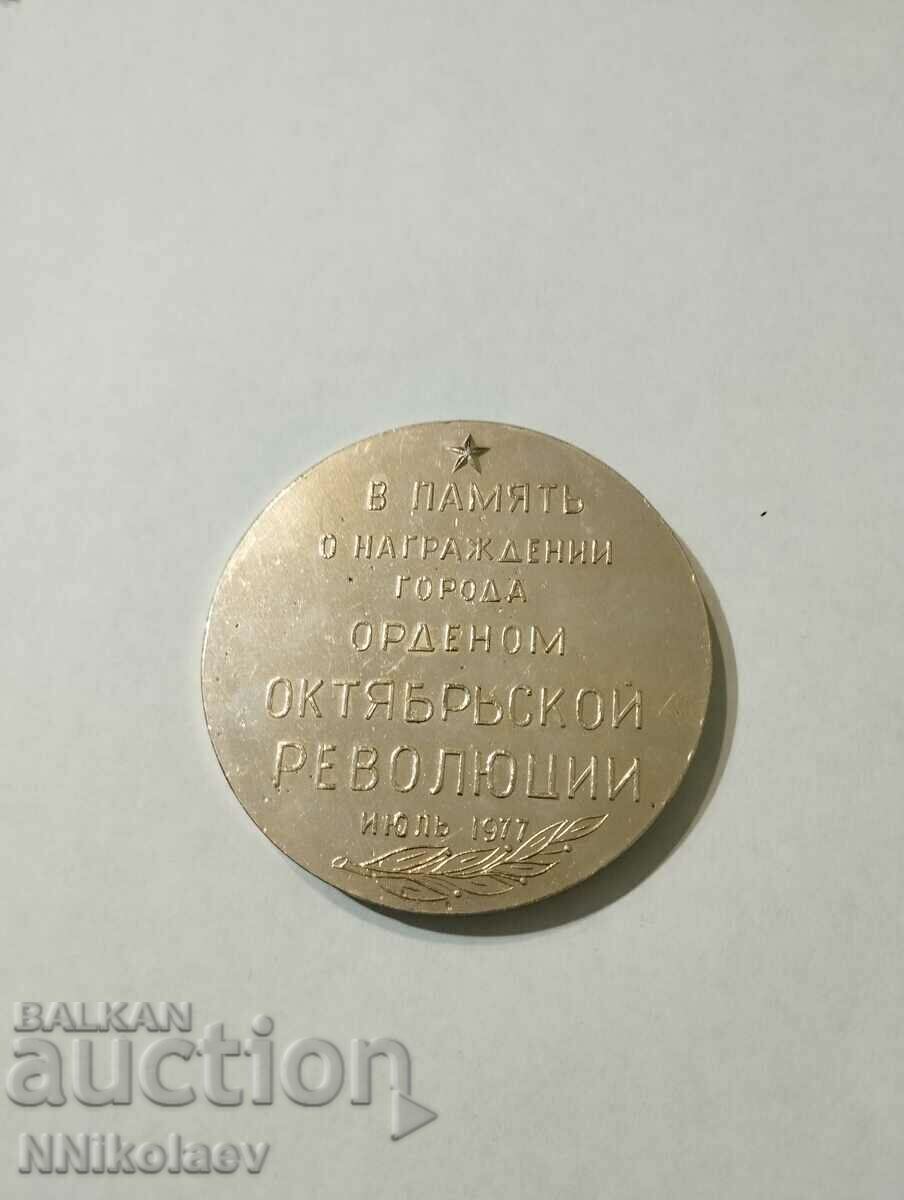 В ПАМЯТЬ
О НАГРАЖДЕНИИ
ГОРОДА
ОРДЕНОМ
ОКТЯБРЬСКОЙ
РЕВОЛЮЦИИ
ИЮЛЬ 1977
BALKAN
auction
NNikolaev